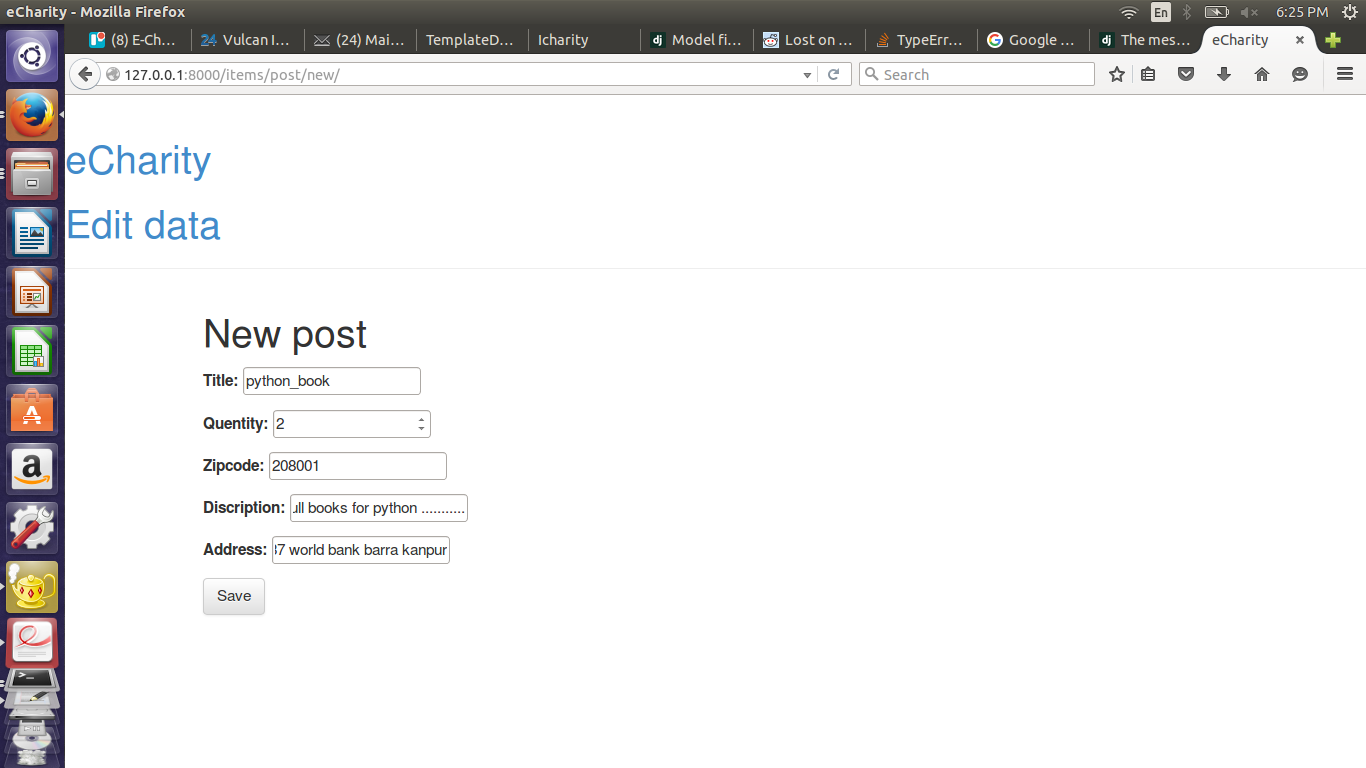 eCharity - Mozilla Firefox
En
6:25 PM
(8) E-Ch...
24 Vulcan I...
(24) Mai...
TemplateD...
Icharity
dj Model fi...
Lost on ...
TypeErr...
Google ...
dj The mes...
eCharity
127.0.0.1:8000/items/post/new/
Search
eCharity
Edit data
New post
Title: python_book
Quentity: 2
Zipcode: 208001
Discription: ull books for python ...........
Address: 37 world bank barra kanpur
Save